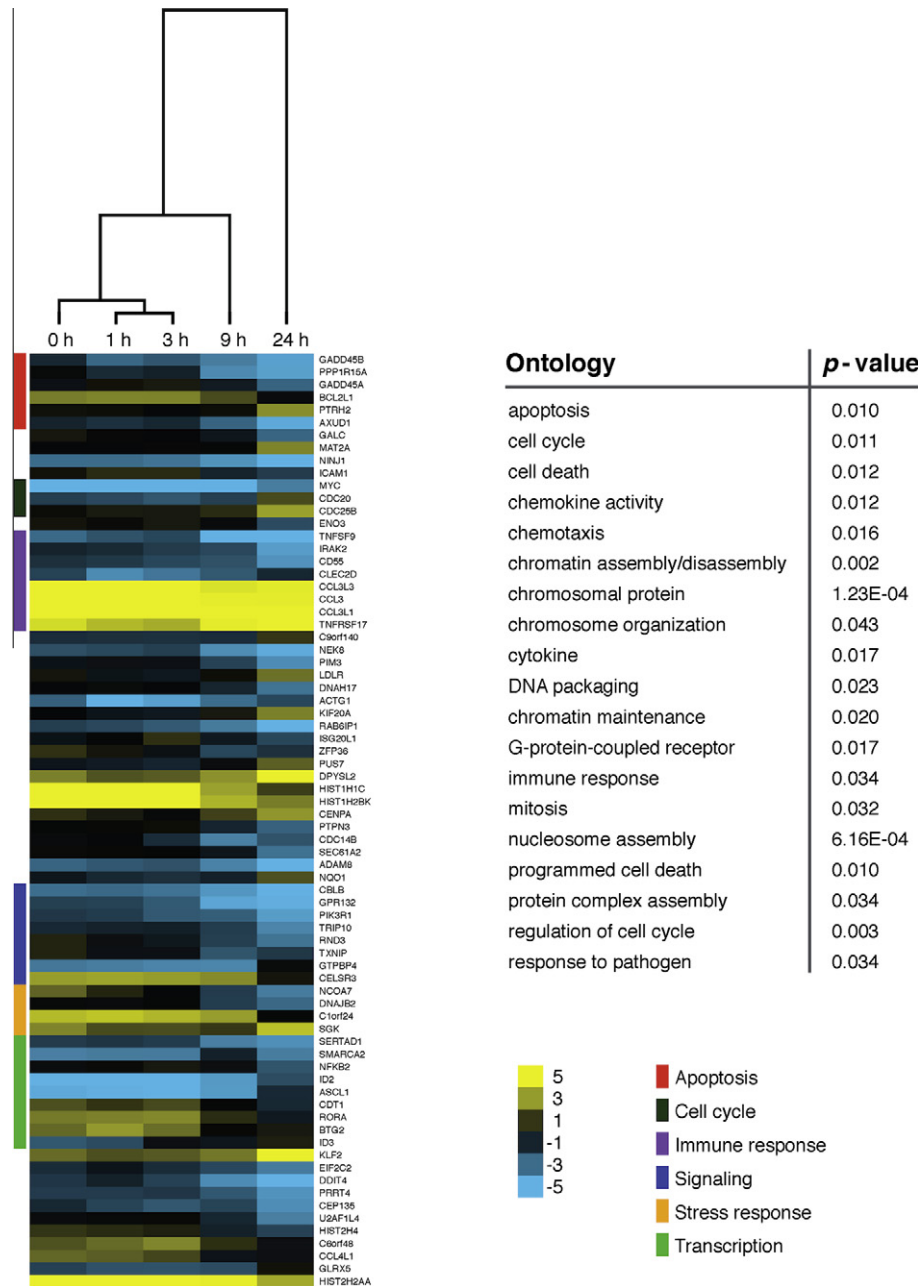 0 h 1 h 3 h 9 h 24 h
GADD45B
PPP1R15A
GADD45A
BCL2L1
PTRH2
AXUD1
GALC
MAT2A
NINJ1
ICAM1
MYC
CDC20
CDC25B
ENO3
TNFSF9
IRAK2
CD55
CLEC2D
CCL3L3
CCL3
CCL3L1
TNFRSF17
C9orf140
NEK8
PIM3
LDLR
DNAH17
ACTG1
KIF20A
RAB6IP1
ISG20L1
ZFP36
PUS7
DPYSL2
HIST1H1C
HIST1H2BK
CENPA
PTPN3
CDC14B
SEC61A2
ADAM8
NQO1
CBLB
GPR132
PIK3R1
TRIP10
RND3
TXNIP
GTPBP4
CELSR3
NCOA7
DNAJB2
C1orf24
SGK
SERTAD1
SMARCA2
NFKB2
ID2
ASCL1
CDT1
RORA
BTG2
ID3
KLF2
EIF2C2
DDIT4
PRRT4
CEP135
U2AF1L4
HIST2H4
C6orf48
CCL4L1
GLRX5
HIST2H2AA
Ontology p-value
apoptosis 0.010
cell cycle 0.011
cell death 0.012
chemokine activity 0.012
chemotaxis 0.016
chromatin assembly/disassembly 0.002
chromosomal protein 1.23E-04
chromosome organization 0.043
cytokine 0.017
DNA packaging 0.023
chromatin maintenance 0.020
G-protein-coupled receptor 0.017
immune response 0.034
mitosis 0.032
nucleosome assembly 6.16E-04
programmed cell death 0.010
protein complex assembly 0.034
regulation of cell cycle 0.003
response to pathogen 0.034
5
3
1
-1
-3
-5
Apoptosis
Cell cycle
Immune response
Signaling
Stress response
Transcription